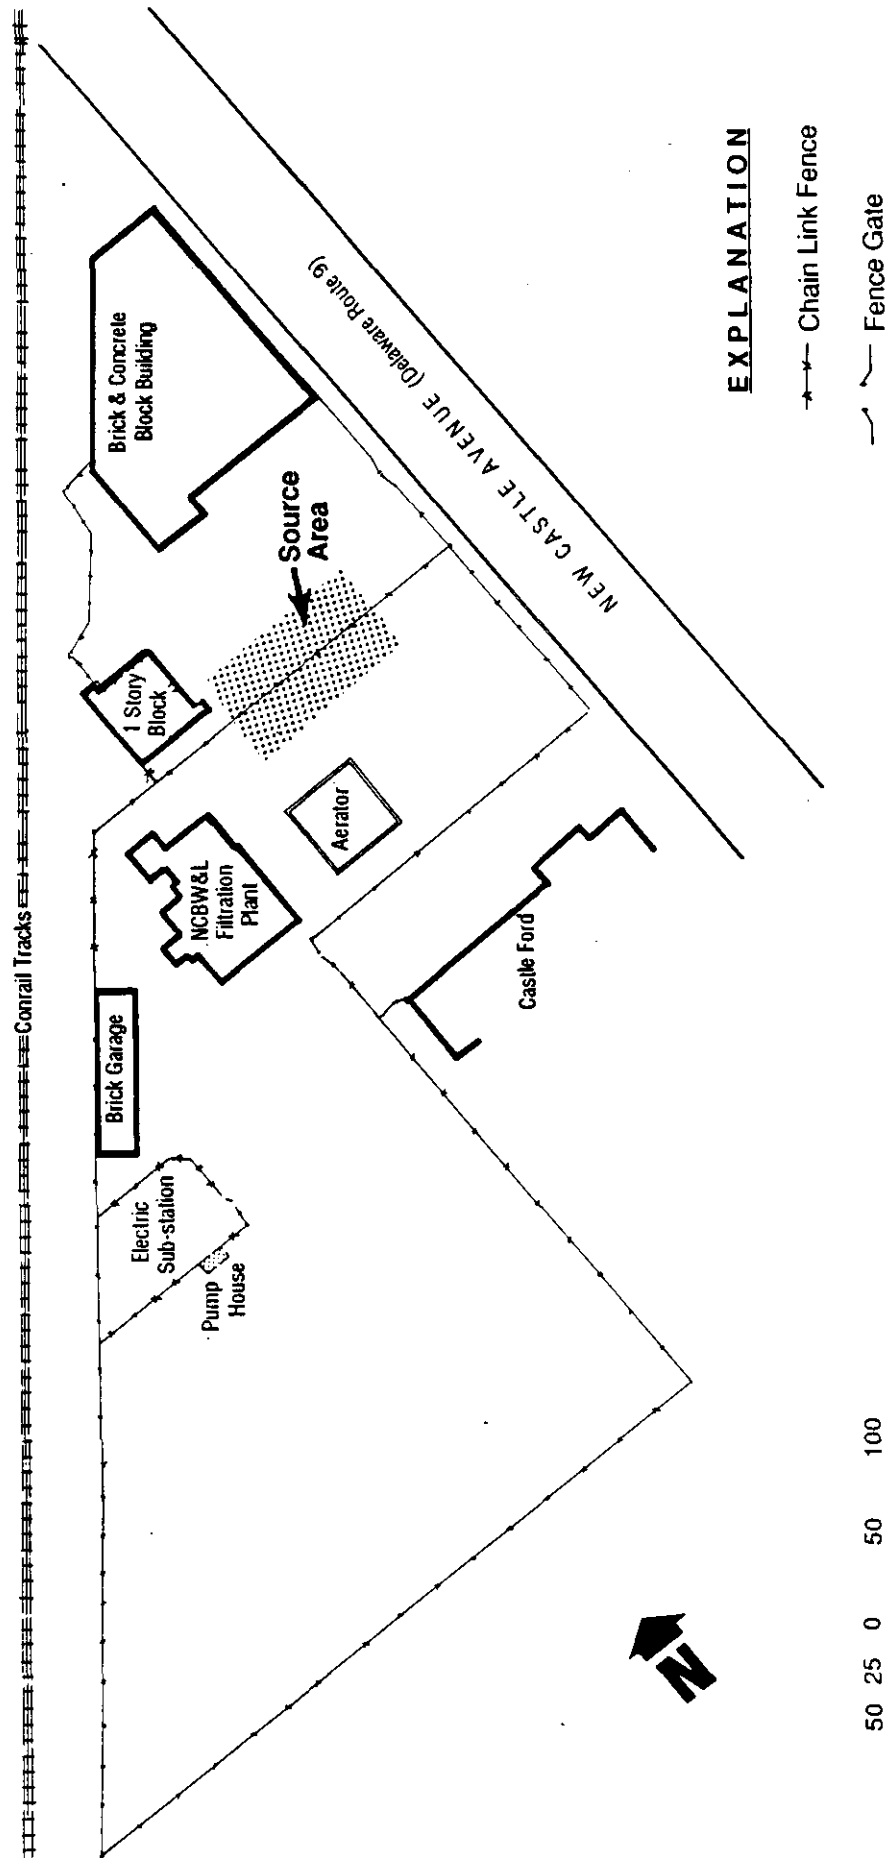 Conrail Tracks
Brick & Concrete
Block Building
(Delaware Route 9)
NEW CASTLE AVENUE
Source
Area
1 Story
Block
Aerator
NCBW&L
Filtration
Plant
Castle Ford
Brick Garage
Electric
Sub-station
Pump
House
EXPLANATION
Chain Link Fence
Fence Gate
N
50 25 0 50 100